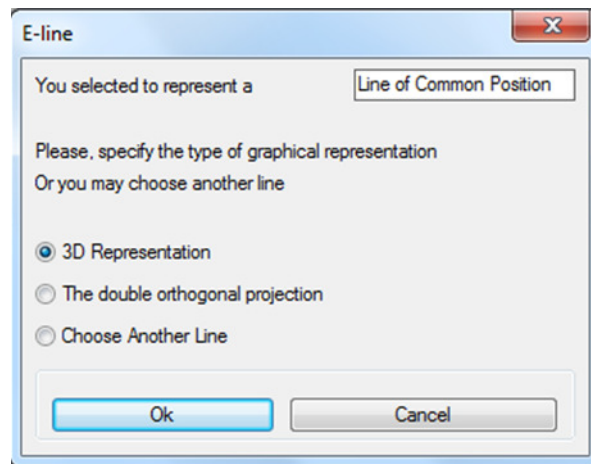 E-line
You selected to represent a Line of Common Position
Please, specify the type of graphical representation
Or you may choose another line
3D Representation
The double orthogonal projection
Choose Another Line
Ok Cancel